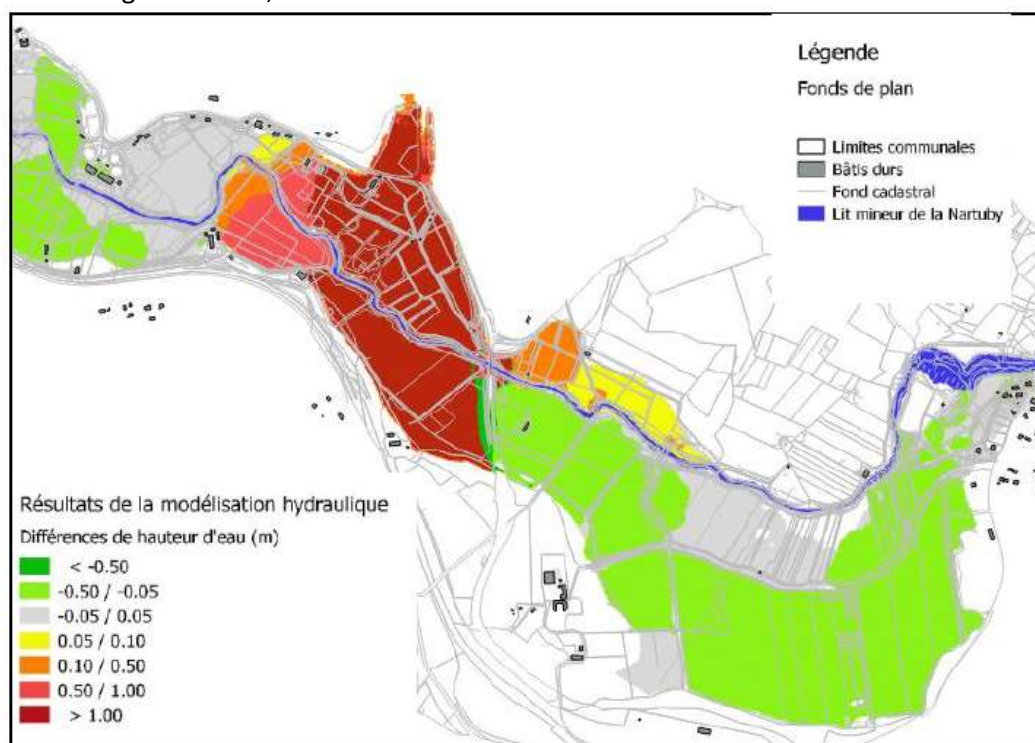 Légende
Fonds de plan
Limites communales
Bâtis durs
Fond cadastral
Lit mineur de la Nartuby
Résultats de la modélisation hydraulique
Différences de hauteur d'eau (m)
< -0.50
-0.50 / -0.05
-0.05 / 0.05
0.05 / 0.10
0.10 / 0.50
0.50 / 1.00
> 1.00